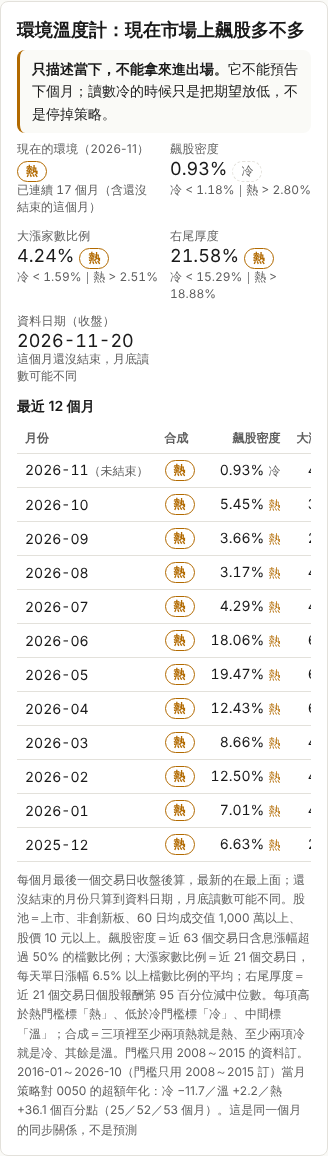 環境溫度計：現在市場上飆股多不多
只描述當下，不能拿來進出場。它不能預告
下個月；讀數冷的時候只是把期望放低，不
是停掉策略。
現在的環境（2026-11）
熱
已連續 17 個月（含還沒
結束的這個月）
飆股密度
0.93% 冷
冷 < 1.18%｜熱 > 2.80%
大漲家數比例
4.24% 熱
冷 < 1.59%｜熱 > 2.51%
右尾厚度
21.58% 熱
冷 < 15.29%｜熱 >
18.88%
資料日期（收盤）
2026-11-20
這個月還沒結束，月底讀
數可能不同
最近 12 個月
月份 合成 飆股密度 大
2026-11（未結束） 熱 0.93% 冷
2026-10 熱 5.45% 熱
2026-09 熱 3.66% 熱
2026-08 熱 3.17% 熱
2026-07 熱 4.29% 熱
2026-06 熱 18.06% 熱
2026-05 熱 19.47% 熱
2026-04 熱 12.43% 熱
2026-03 熱 8.66% 熱
2026-02 熱 12.50% 熱
2026-01 熱 7.01% 熱
2025-12 熱 6.63% 熱
每個月最後一個交易日收盤後算，最新的在最上面；還
沒結束的月份只算到資料日期，月底讀數可能不同。股
池＝上市、非創新板、60 日均成交值 1,000 萬以上、
股價 10 元以上。飆股密度＝近 63 個交易日含息漲幅超
過 50% 的檔數比例；大漲家數比例＝近 21 個交易日，
每天單日漲幅 6.5% 以上檔數比例的平均；右尾厚度＝
近 21 個交易日個股報酬第 95 百分位減中位數。每項高
於熱門檻標「熱」、低於冷門檻標「冷」、中間標
「溫」；合成＝三項裡至少兩項熱就是熱、至少兩項冷
就是冷、其餘是溫。門檻只用 2008～2015 的資料訂。
2016-01～2026-10（門檻只用 2008～2015 訂）當月
策略對 0050 的超額年化：冷 −11.7／溫 +2.2／熱
+36.1 個百分點（25／52／53 個月）。這是同一個月
的同步關係，不是預測